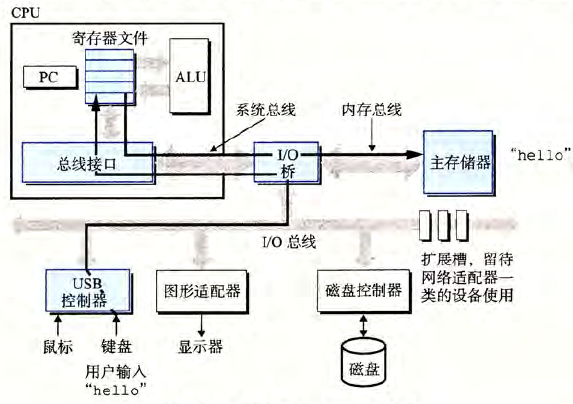 CPU
寄存器文件
PC
ALU
系统总线
内存总线
总线接口
I/O
桥
主存储器
“hello”
I/O 总线
扩展槽，留待
网络适配器一
类的设备使用
USB
控制器
图形适配器
磁盘控制器
鼠标
键盘
显示器
用户输入
“hello”
磁盘